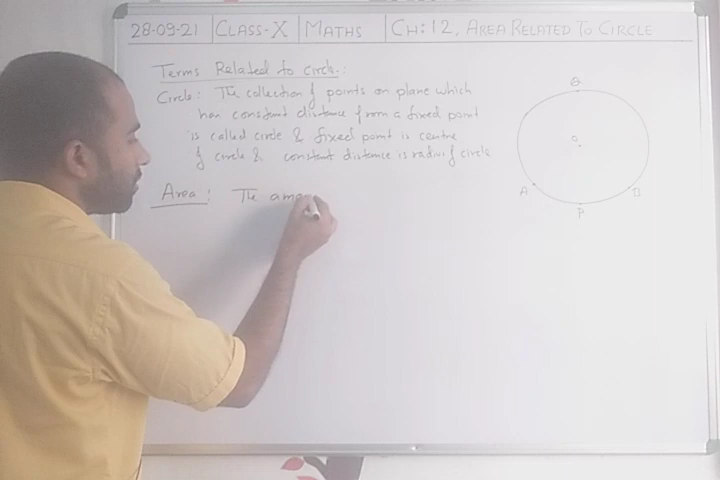 28-09-21 CLASS-X MATHS CH:12, AREA RELATED TO CIRCLE
Terms Related to circle:
Circle: The collection of points on plane which
has constant distance from a fixed point
is called circle & fixed point is centre
of circle & constant distance is radius of circle
Area: The amo
Q
O
A B
P